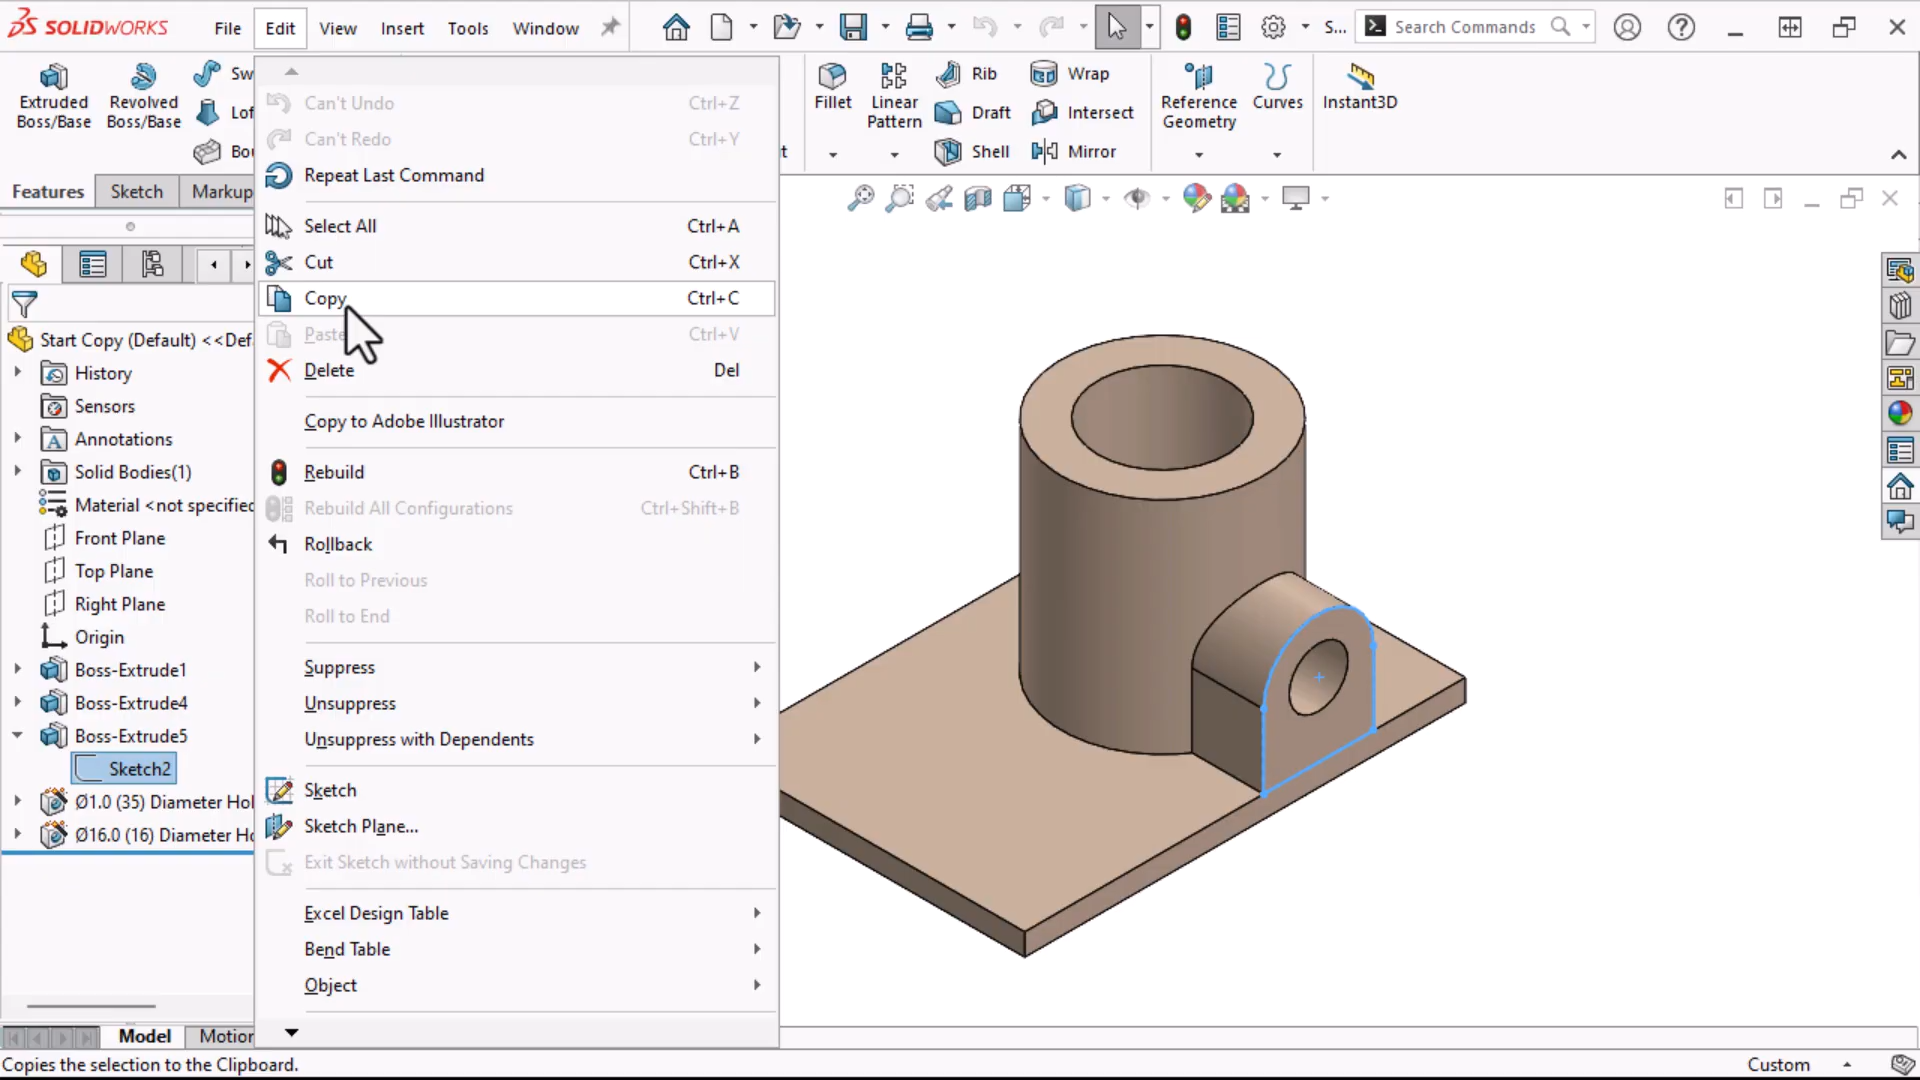 SOLIDWORKS File Edit View Insert Tools Window S... Search Commands
Extruded Boss/Base
Revolved Boss/Base
Sw
Lof
Bou
t
Fillet
Linear Pattern
Rib
Draft
Shell
Wrap
Intersect
Mirror
Reference Geometry
Curves
Instant3D
Features Sketch Markup
Can't Undo Ctrl+Z
Can't Redo Ctrl+Y
Repeat Last Command
Select All Ctrl+A
Cut Ctrl+X
Copy Ctrl+C
Paste Ctrl+V
Delete Del
Copy to Adobe Illustrator
Rebuild Ctrl+B
Rebuild All Configurations Ctrl+Shift+B
Rollback
Roll to Previous
Roll to End
Suppress
Unsuppress
Unsuppress with Dependents
Sketch
Sketch Plane...
Exit Sketch without Saving Changes
Excel Design Table
Bend Table
Object
Start Copy (Default) <<Def
History
Sensors
Annotations
Solid Bodies(1)
Material <not specified
Front Plane
Top Plane
Right Plane
Origin
Boss-Extrude1
Boss-Extrude4
Boss-Extrude5
Sketch2
Ø1.0 (35) Diameter Hol
Ø16.0 (16) Diameter Ho
Model Motion
Copies the selection to the Clipboard. Custom